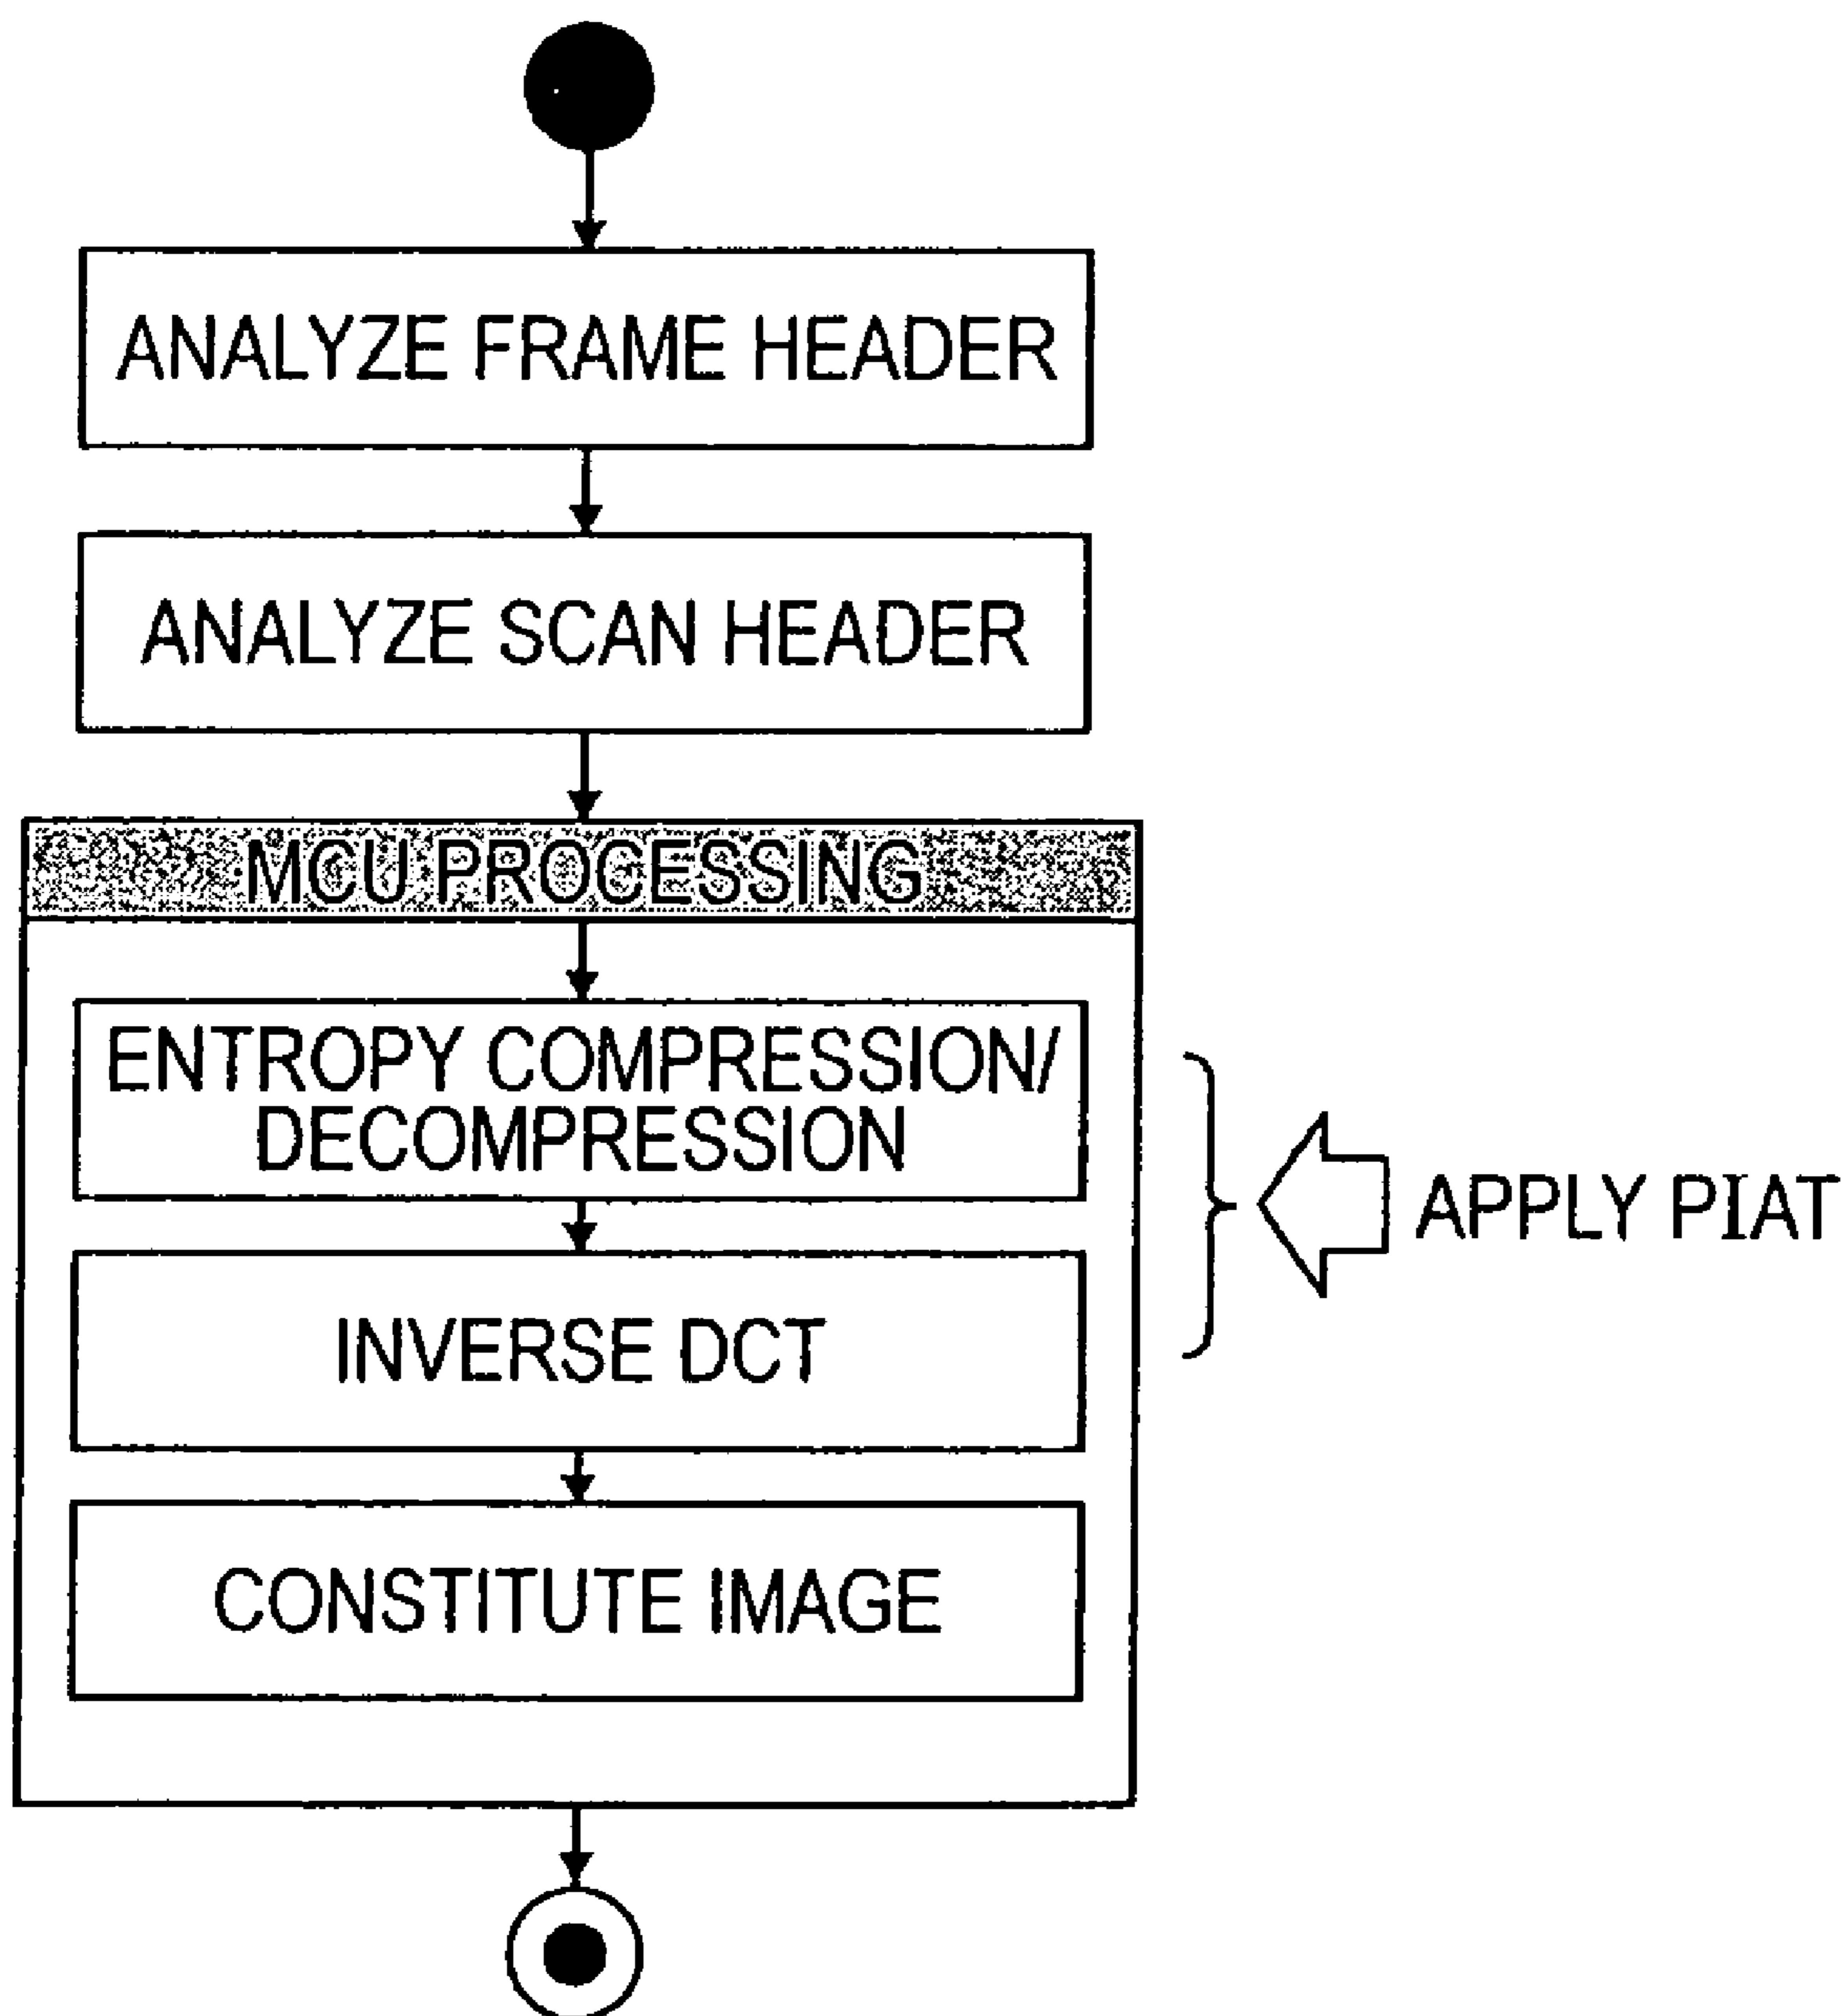 ANALYZE FRAME HEADER
ANALYZE SCAN HEADER
MCU PROCESSING
ENTROPY COMPRESSION/
DECOMPRESSION
INVERSE DCT
APPLY PIAT
CONSTITUTE IMAGE